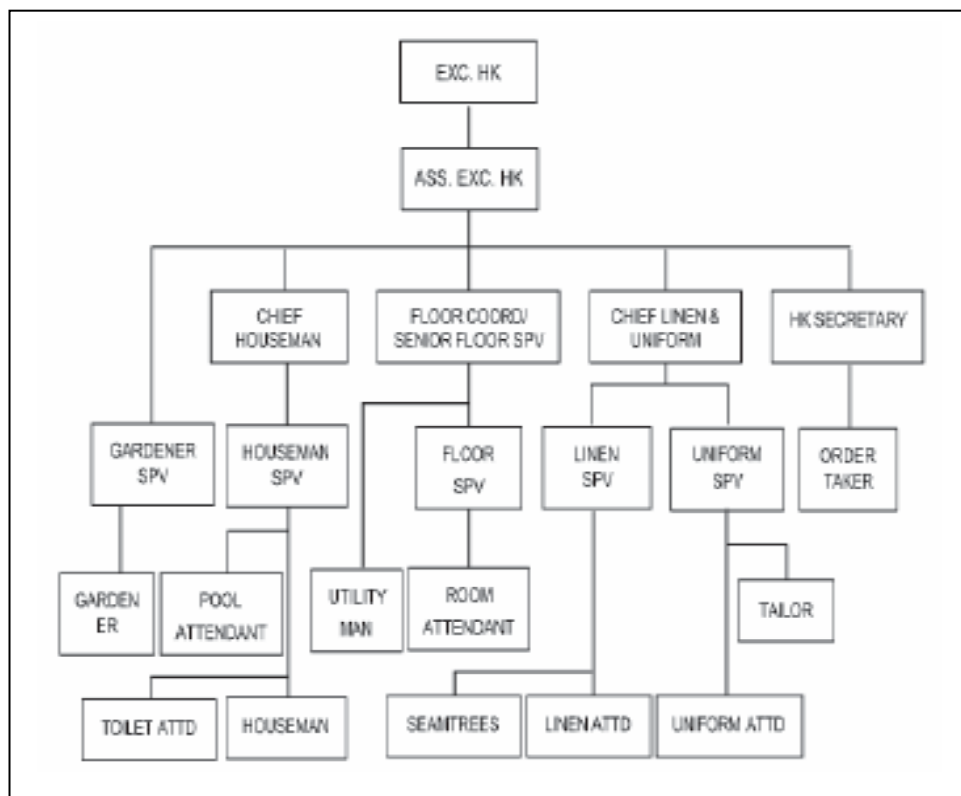 EXC. HK
ASS. EXC. HK
CHIEF
HOUSEMAN
FLOOR COORD/
SENIOR FLOOR SPV
CHIEF LINEN &
UNIFORM
HK SECRETARY
GARDENER
SPV
HOUSEMAN
SPV
FLOOR
SPV
LINEN
SPV
UNIFORM
SPV
ORDER
TAKER
GARDEN
ER
POOL
ATTENDANT
UTILITY
MAN
ROOM
ATTENDANT
TAILOR
TOILET ATTD
HOUSEMAN
SEAMTREES
LINEN ATTD
UNIFORM ATTD